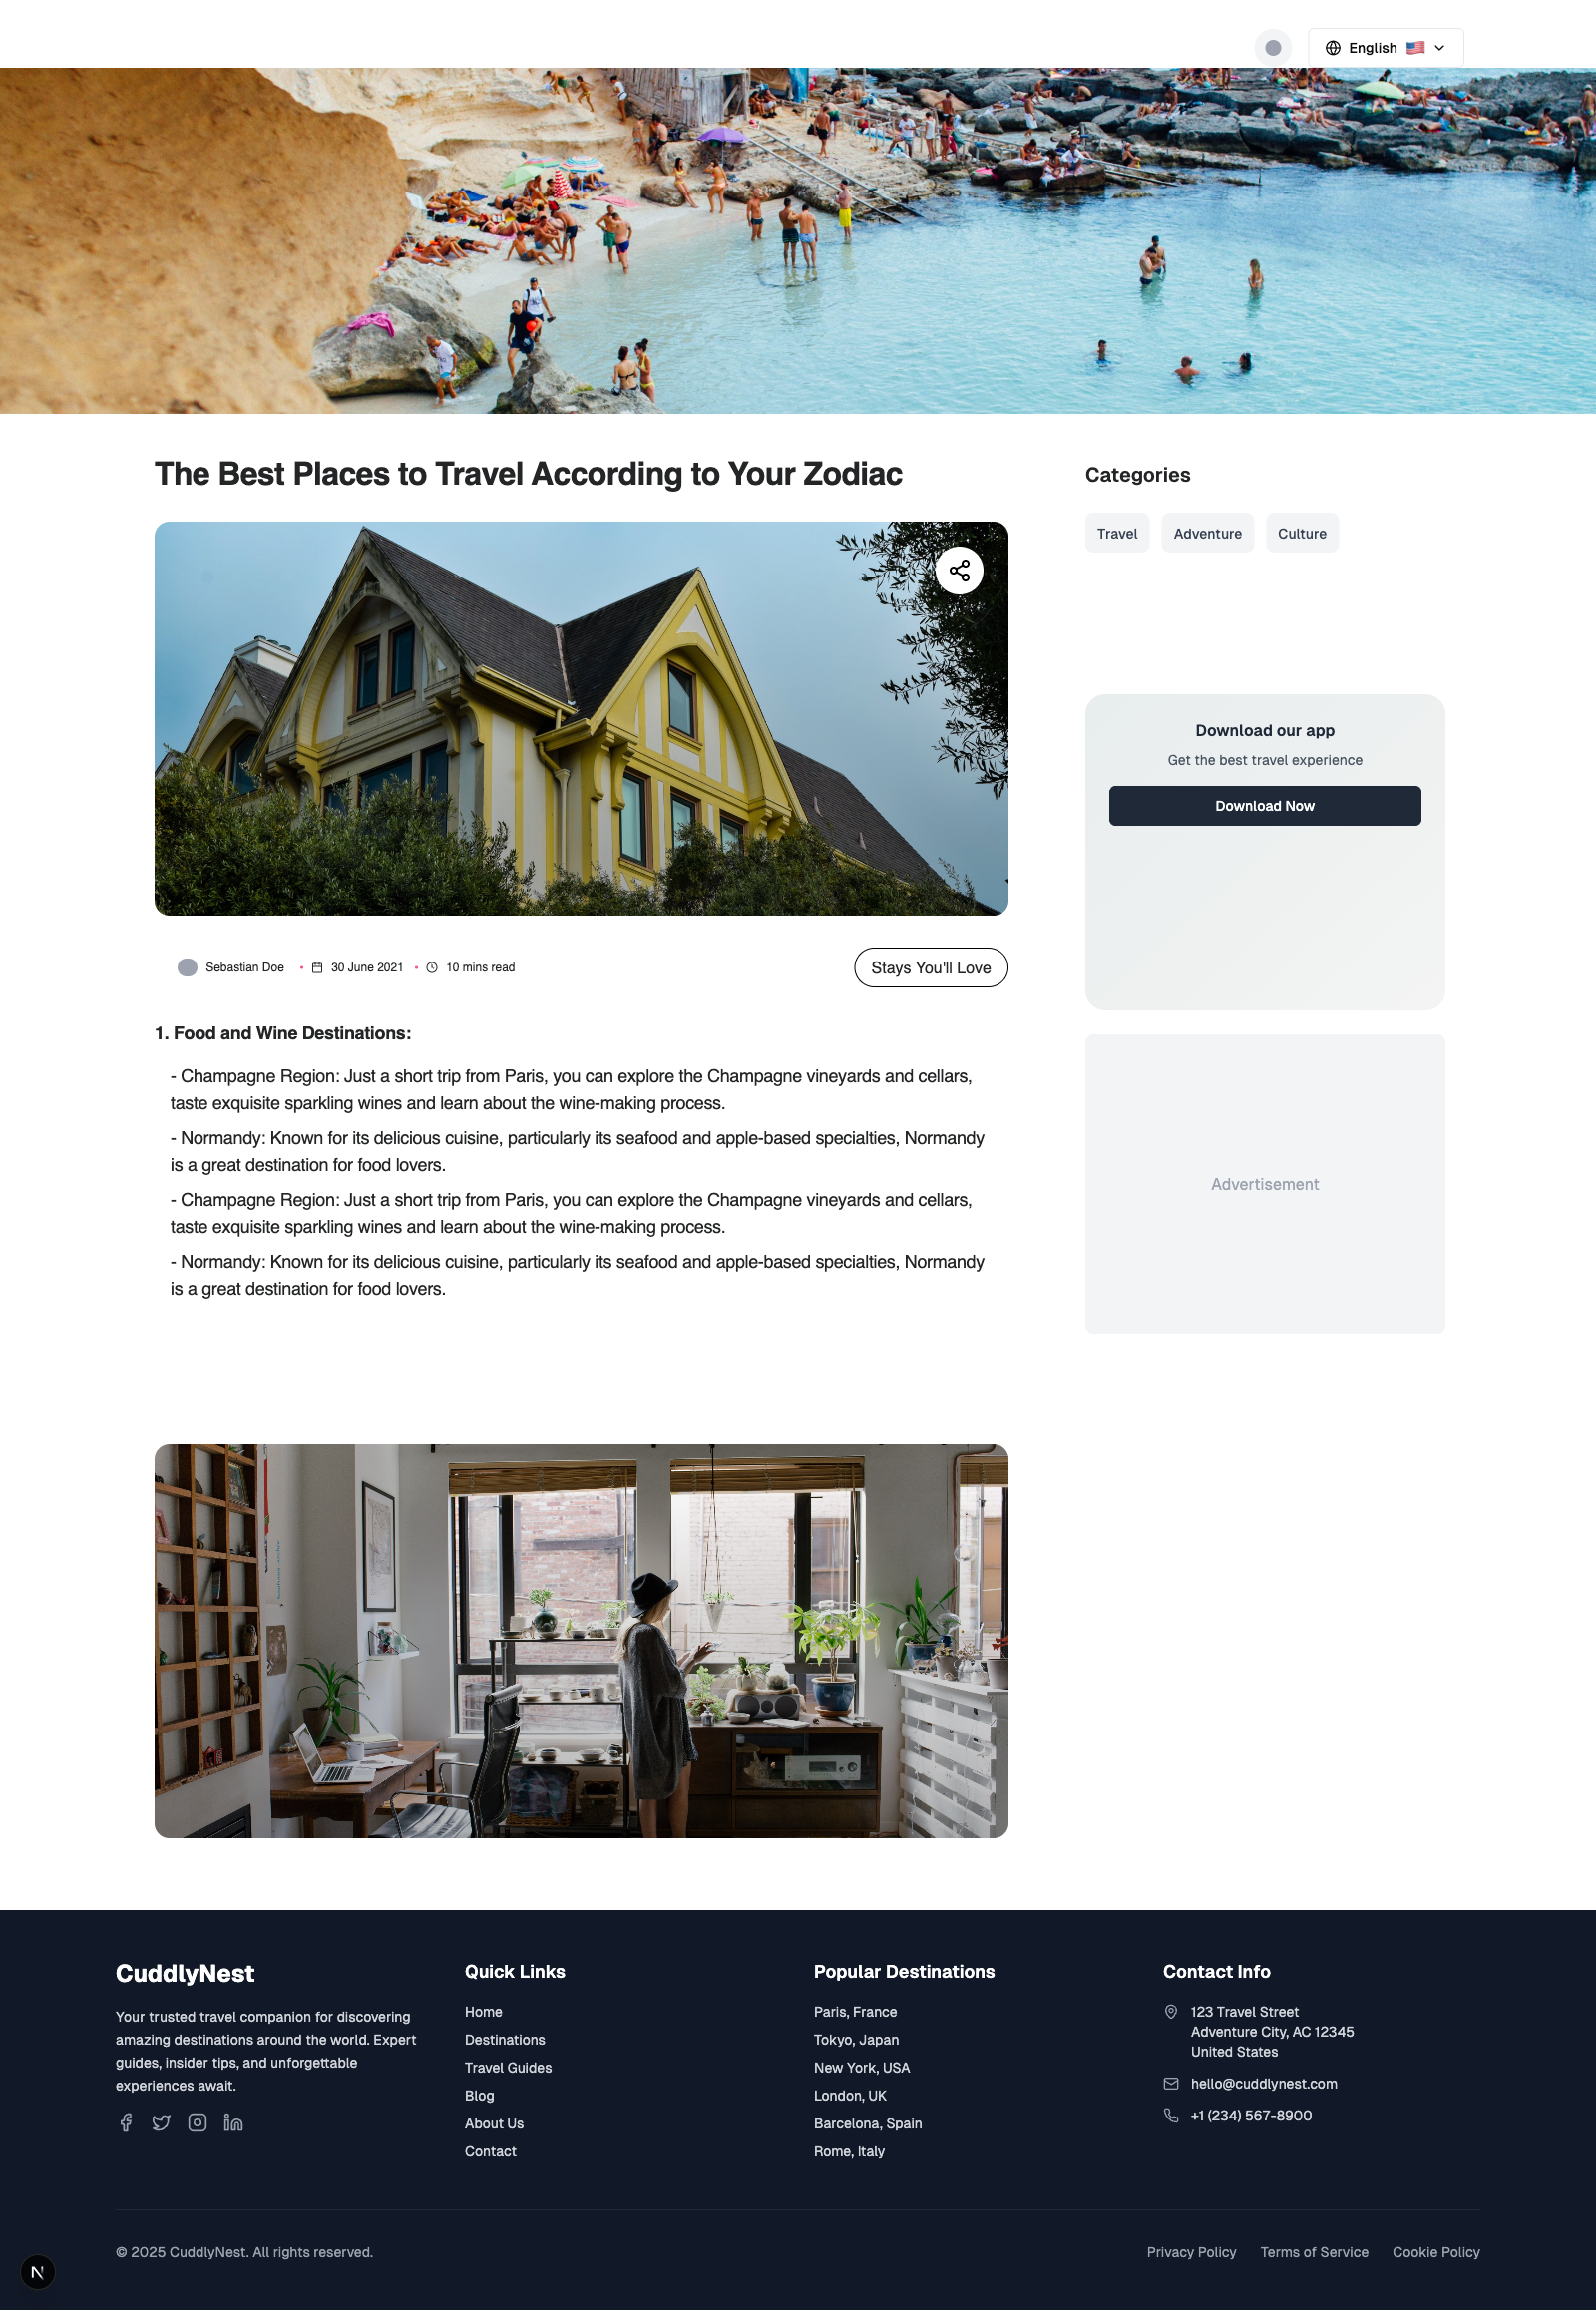 English
The Best Places to Travel According to Your Zodiac
Categories
Travel
Adventure
Culture
Download our app
Get the best travel experience
Download Now
Sebastian Doe
30 June 2021
10 mins read
Stays You'll Love
1. Food and Wine Destinations:
- Champagne Region: Just a short trip from Paris, you can explore the Champagne vineyards and cellars,
taste exquisite sparkling wines and learn about the wine-making process.
- Normandy: Known for its delicious cuisine, particularly its seafood and apple-based specialties, Normandy
is a great destination for food lovers.
- Champagne Region: Just a short trip from Paris, you can explore the Champagne vineyards and cellars,
taste exquisite sparkling wines and learn about the wine-making process.
- Normandy: Known for its delicious cuisine, particularly its seafood and apple-based specialties, Normandy
is a great destination for food lovers.
Advertisement
CuddlyNest
Your trusted travel companion for discovering
amazing destinations around the world. Expert
guides, insider tips, and unforgettable
experiences await.
Quick Links
Home
Destinations
Travel Guides
Blog
About Us
Contact
Popular Destinations
Paris, France
Tokyo, Japan
New York, USA
London, UK
Barcelona, Spain
Rome, Italy
Contact Info
123 Travel Street
Adventure City, AC 12345
United States
hello@cuddlynest.com
+1 (234) 567-8900
© 2025 CuddlyNest. All rights reserved.
Privacy Policy
Terms of Service
Cookie Policy
N